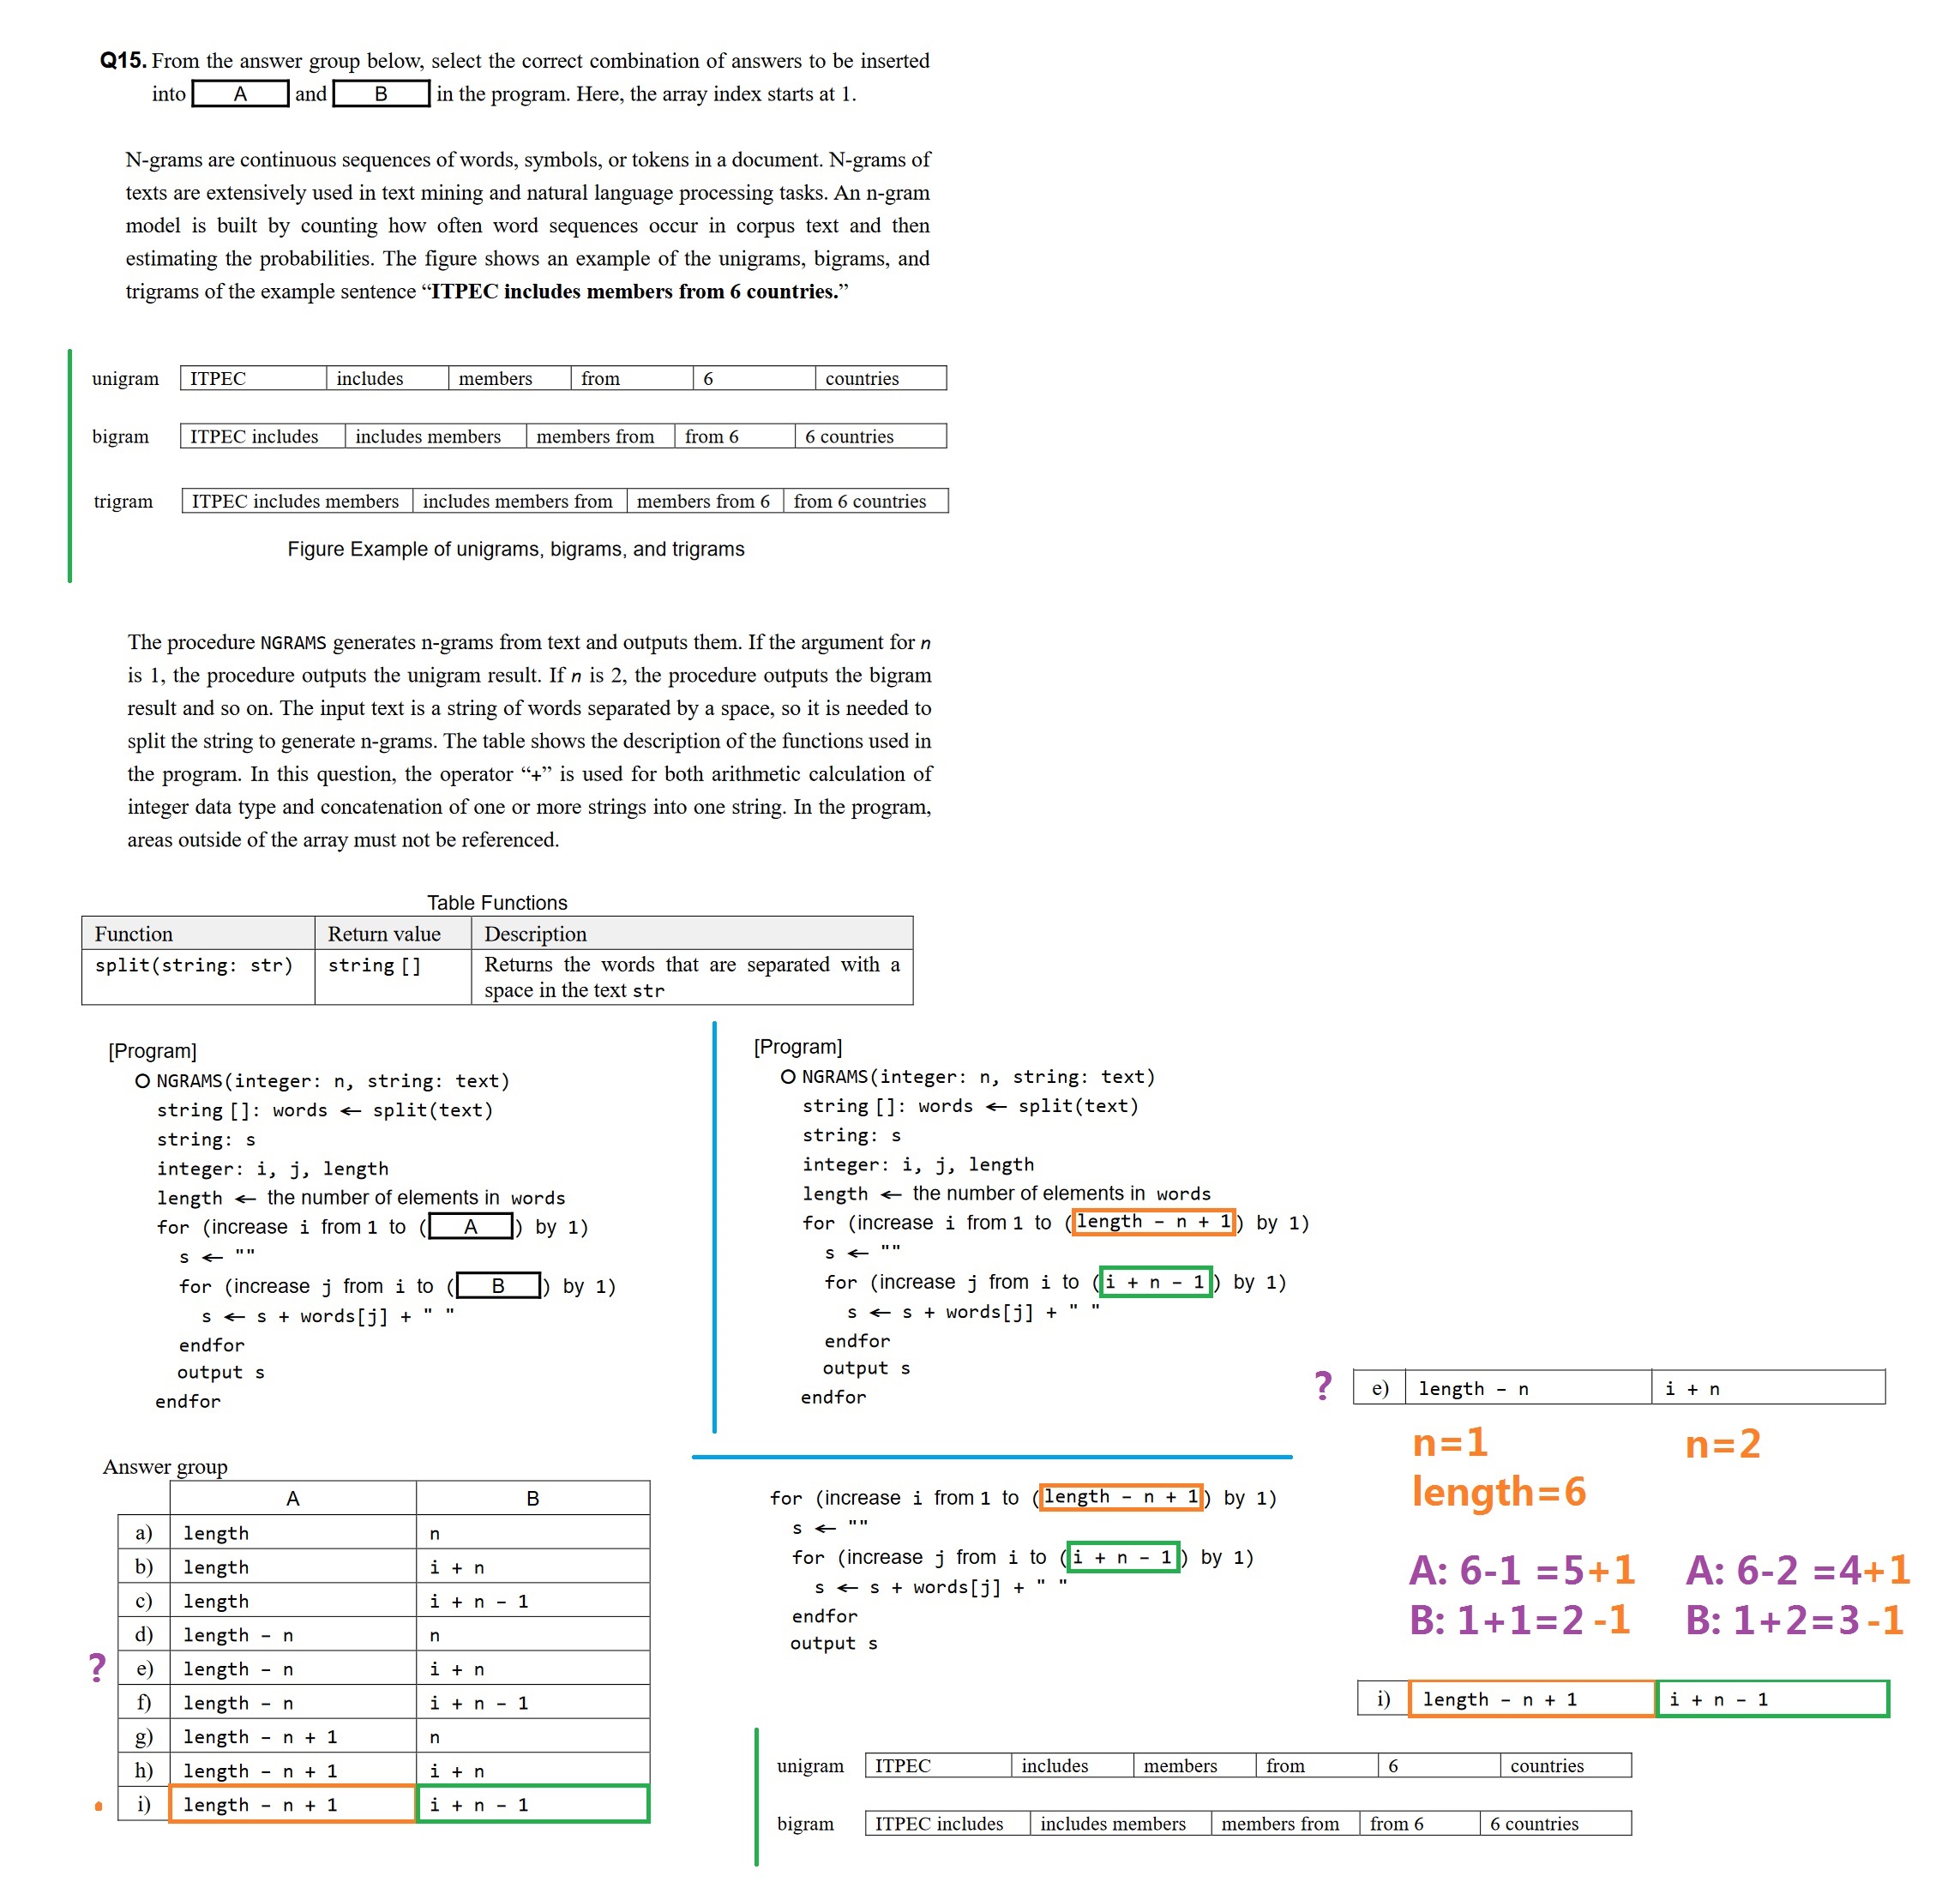 Q15. From the answer group below, select the correct combination of answers to be inserted
into A and B in the program. Here, the array index starts at 1.
N-grams are continuous sequences of words, symbols, or tokens in a document. N-grams of
texts are extensively used in text mining and natural language processing tasks. An n-gram
model is built by counting how often word sequences occur in corpus text and then
estimating the probabilities. The figure shows an example of the unigrams, bigrams, and
trigrams of the example sentence “ITPEC includes members from 6 countries.”
unigram ITPEC includes members from 6 countries
bigram ITPEC includes includes members members from from 6 6 countries
trigram ITPEC includes members includes members from members from 6 from 6 countries
Figure Example of unigrams, bigrams, and trigrams
The procedure NGRAMS generates n-grams from text and outputs them. If the argument for n
is 1, the procedure outputs the unigram result. If n is 2, the procedure outputs the bigram
result and so on. The input text is a string of words separated by a space, so it is needed to
split the string to generate n-grams. The table shows the description of the functions used in
the program. In this question, the operator “+” is used for both arithmetic calculation of
integer data type and concatenation of one or more strings into one string. In the program,
areas outside of the array must not be referenced.
Table Functions
Function Return value Description
split(string: str) string [] Returns the words that are separated with a
space in the text str
[Program]
○ NGRAMS(integer: n, string: text)
string []: words ← split(text)
string: s
integer: i, j, length
length ← the number of elements in words
for (increase i from 1 to ( A ) by 1)
s ← ""
for (increase j from i to ( B ) by 1)
s ← s + words[j] + " "
endfor
output s
endfor
[Program]
○ NGRAMS(integer: n, string: text)
string []: words ← split(text)
string: s
integer: i, j, length
length ← the number of elements in words
for (increase i from 1 to (length - n + 1) by 1)
s ← ""
for (increase j from i to (i + n - 1) by 1)
s ← s + words[j] + " "
endfor
output s
endfor
Answer group
A B
a) length n
b) length i + n
c) length i + n - 1
d) length - n n
? e) length - n i + n
f) length - n i + n - 1
g) length - n + 1 n
h) length - n + 1 i + n
i) length - n + 1 i + n - 1
for (increase i from 1 to (length - n + 1) by 1)
s ← ""
for (increase j from i to (i + n - 1) by 1)
s ← s + words[j] + " "
endfor
output s
? e) length - n i + n
n=1 n=2
length=6
A: 6-1 =5+1 A: 6-2 =4+1
B: 1+1=2 -1 B: 1+2=3 -1
i) length - n + 1 i + n - 1
unigram ITPEC includes members from 6 countries
bigram ITPEC includes includes members members from from 6 6 countries